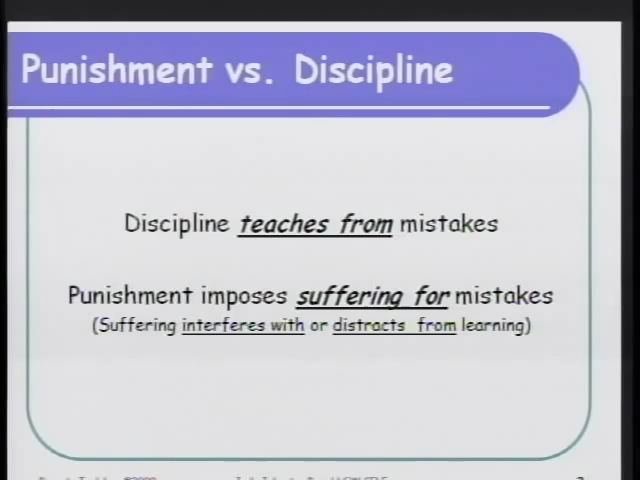 Punishment vs. Discipline
Discipline teaches from mistakes
Punishment imposes suffering for mistakes
(Suffering interferes with or distracts from learning)